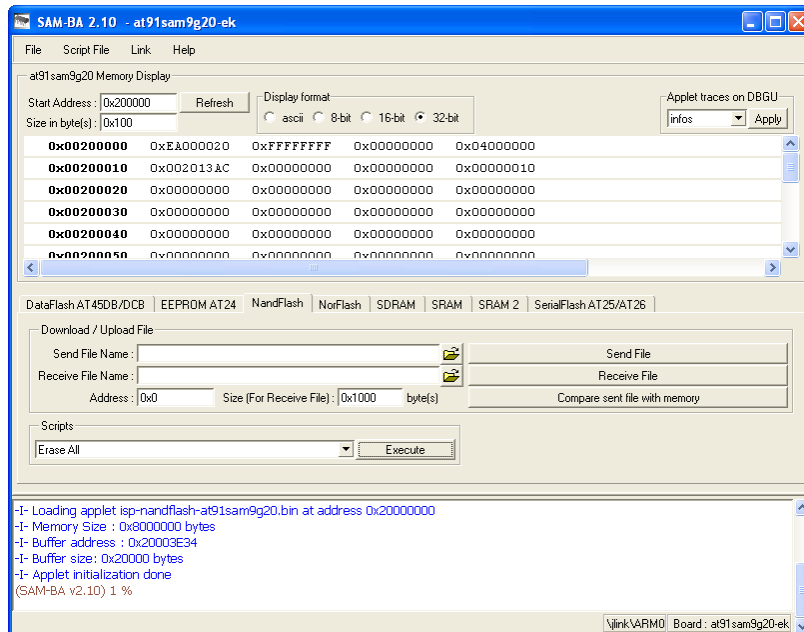 SAM-BA 2.10 - at91sam9g20-ek
File Script File Link Help
at91sam9g20 Memory Display
Start Address : 0x200000 Refresh
Size in byte(s) : 0x100
Display format
ascii 8-bit 16-bit 32-bit
Applet traces on DBGU
infos Apply
0x00200000 0xEA000020 0xFFFFFFFF 0x00000000 0x04000000
0x00200010 0x002013AC 0x00000000 0x00000000 0x00000010
0x00200020 0x00000000 0x00000000 0x00000000 0x00000000
0x00200030 0x00000000 0x00000000 0x00000000 0x00000000
0x00200040 0x00000000 0x00000000 0x00000000 0x00000000
0x00200050 0x00000000 0x00000000 0x00000000 0x00000000
DataFlash AT45DB/DCB EEPROM AT24 NandFlash NorFlash SDRAM SRAM SRAM 2 SerialFlash AT25/AT26
Download / Upload File
Send File Name : Send File
Receive File Name : Receive File
Address : 0x0 Size (For Receive File) : 0x1000 byte(s) Compare sent file with memory
Scripts
Erase All Execute
-I- Loading applet isp-nandflash-at91sam9g20.bin at address 0x20000000
-I- Memory Size : 0x8000000 bytes
-I- Buffer address : 0x20003E34
-I- Buffer size: 0x20000 bytes
-I- Applet initialization done
(SAM-BA v2.10) 1 %
\jlink\ARM0 Board : at91sam9g20-ek